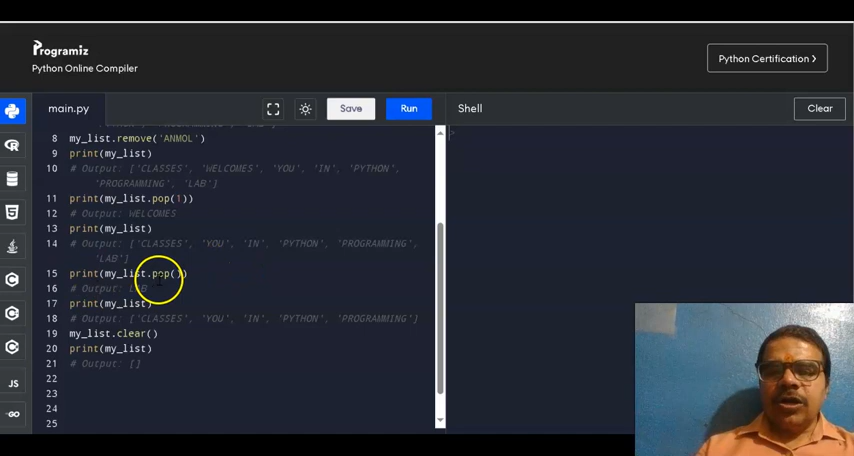 Programiz
Python Online Compiler
Python Certification >
main.py
Save
Run
Shell
Clear
8 my_list.remove('ANMOL')
9 print(my_list)
10 # Output: ['CLASSES', 'WELCOMES', 'YOU', 'IN', 'PYTHON',
'PROGRAMMING', 'LAB']
11 print(my_list.pop(1))
12 # Output: WELCOMES
13 print(my_list)
14 # Output: ['CLASSES', 'YOU', 'IN', 'PYTHON', 'PROGRAMMING',
'LAB']
15 print(my_list.pop())
16 # Output: LAB
17 print(my_list)
18 # Output: ['CLASSES', 'YOU', 'IN', 'PYTHON', 'PROGRAMMING']
19 my_list.clear()
20 print(my_list)
21 # Output: []
22
23
24
25
>
JS
GO